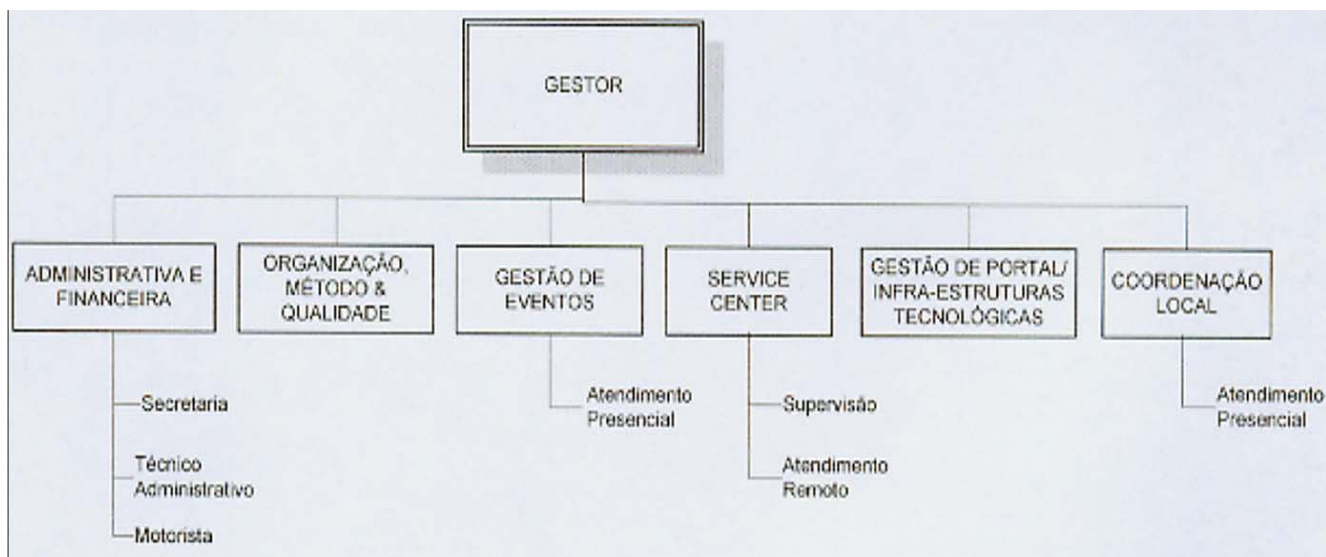 GESTOR
ADMINISTRATIVA E
FINANCEIRA
ORGANIZAÇÃO,
MÉTODO &
QUALIDADE
GESTÃO DE
EVENTOS
SERVICE
CENTER
GESTÃO DE PORTAL/
INFRA-ESTRUTURAS
TECNOLÓGICAS
COORDENAÇÃO
LOCAL
Secretaria
Técnico
Administrativo
Motorista
Atendimento
Presencial
Supervisão
Atendimento
Remoto
Atendimento
Presencial